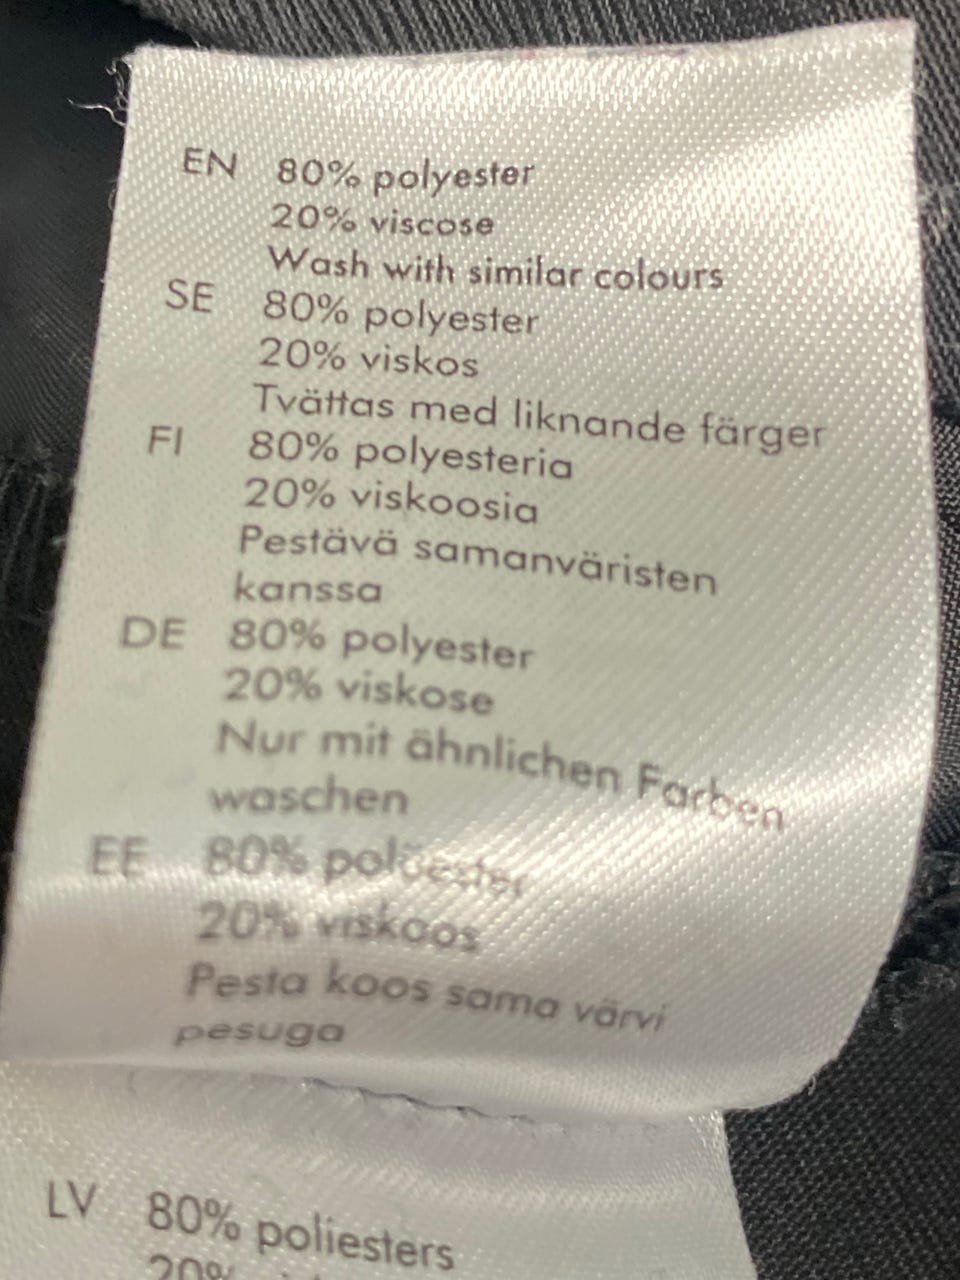 EN 80% polyester
20% viscose
Wash with similar colours
SE 80% polyester
20% viskos
Tvättas med liknande färger
FI 80% polyesteria
20% viskoosia
Pestävä samanväristen
kanssa
DE 80% polyester
20% viskose
Nur mit ähnlichen Farben
waschen
EE 80% polüester
20% viskoos
Pesta koos sama värvi
pesuga
LV 80% poliesters
20%